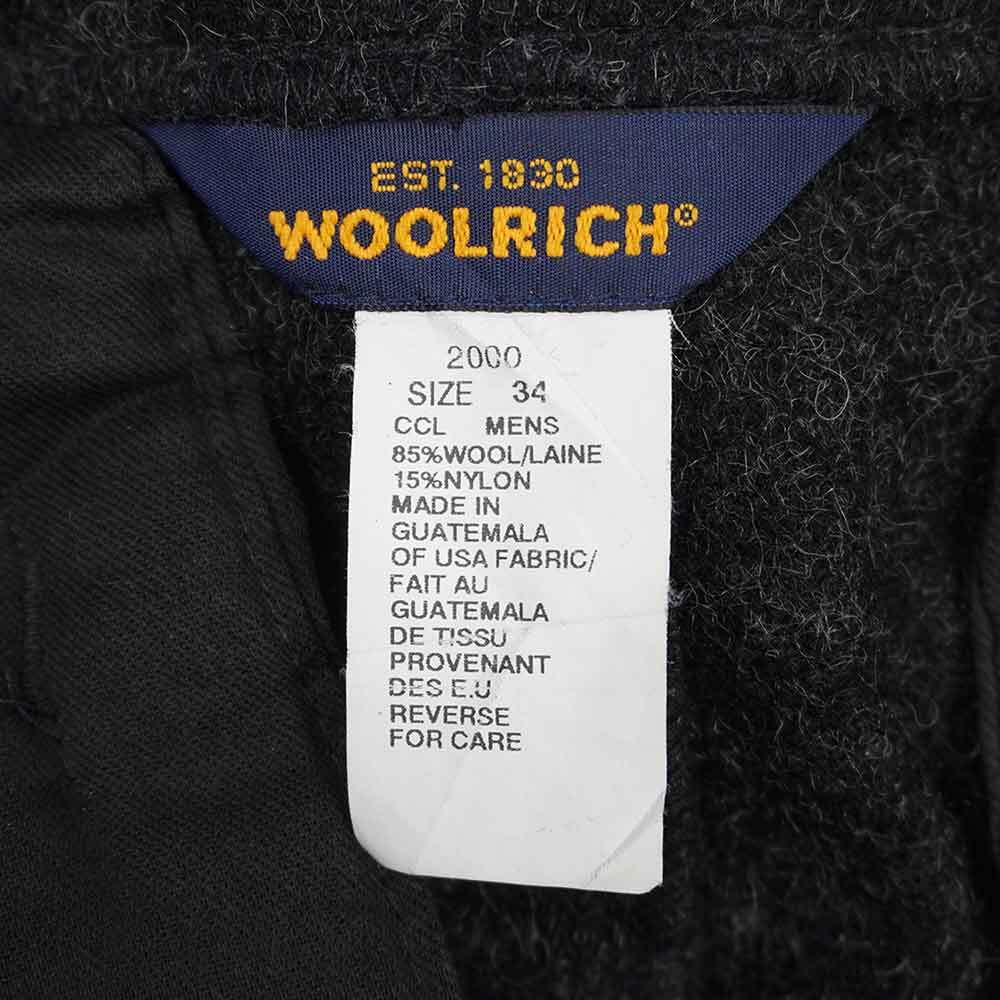 EST. 1830
WOOLRICH®
2000
SIZE 34
CCL MENS
85%WOOL/LAINE
15%NYLON
MADE IN
GUATEMALA
OF USA FABRIC/
FAIT AU
GUATEMALA
DE TISSU
PROVENANT
DES E.U.
REVERSE
FOR CARE